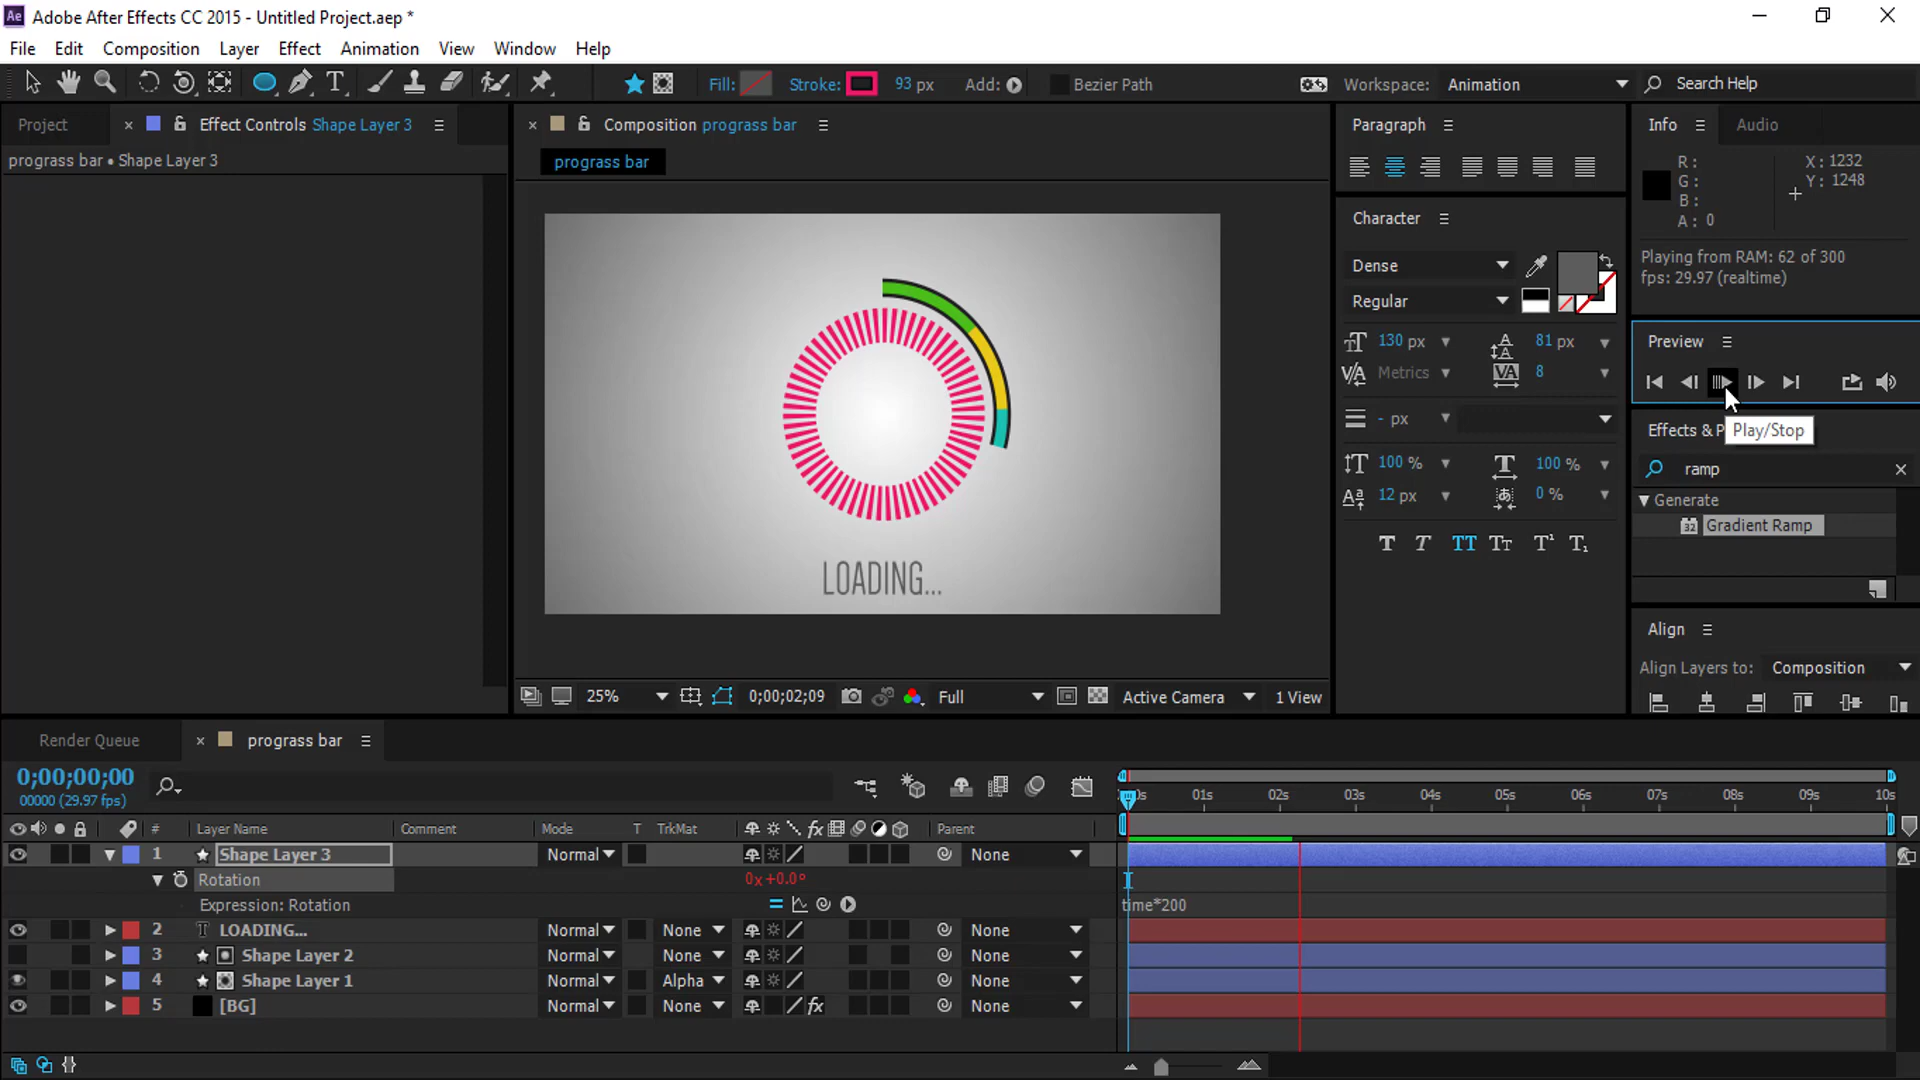 Ae Adobe After Effects CC 2015 - Untitled Project.aep *
File Edit Composition Layer Effect Animation View Window Help
Fill: Stroke: 93 px Add: Bezier Path Workspace: Animation Search Help
Project × Effect Controls Shape Layer 3
prograss bar • Shape Layer 3
× Composition prograss bar
prograss bar
LOADING...
25% 0;00;02;09 Full Active Camera 1 View
Paragraph
Character
Dense
Regular
130 px 81 px
Metrics 8
- px
100 % 100 %
12 px 0 %
T T TT Tt T¹ T₁
Info Audio
R: X: 1232
G: Y: 1248
B:
A: 0
Playing from RAM: 62 of 300
fps: 29.97 (realtime)
Preview
Play/Stop
Effects & P
ramp ×
Generate
32 Gradient Ramp
Align
Align Layers to: Composition
Render Queue × prograss bar
0;00;00;00
00000 (29.97 fps)
01s 02s 03s 04s 05s 06s 07s 08s 09s 10s
# Layer Name Comment Mode T TrkMat fx Parent
1 Shape Layer 3 Normal None
Rotation 0x+0.0°
Expression: Rotation time*200
2 T LOADING... Normal None None
3 Shape Layer 2 Normal None None
4 Shape Layer 1 Normal Alpha None
5 [BG] Normal None fx None